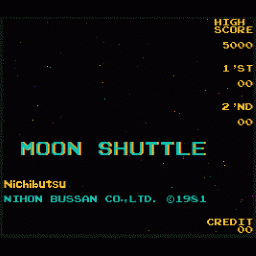 HIGH
SCORE
5000
1'ST
00
2'ND
00
MOON SHUTTLE
Nichibutsu
NIHON BUSSAN CO.,LTD. ©1981
CREDIT
00